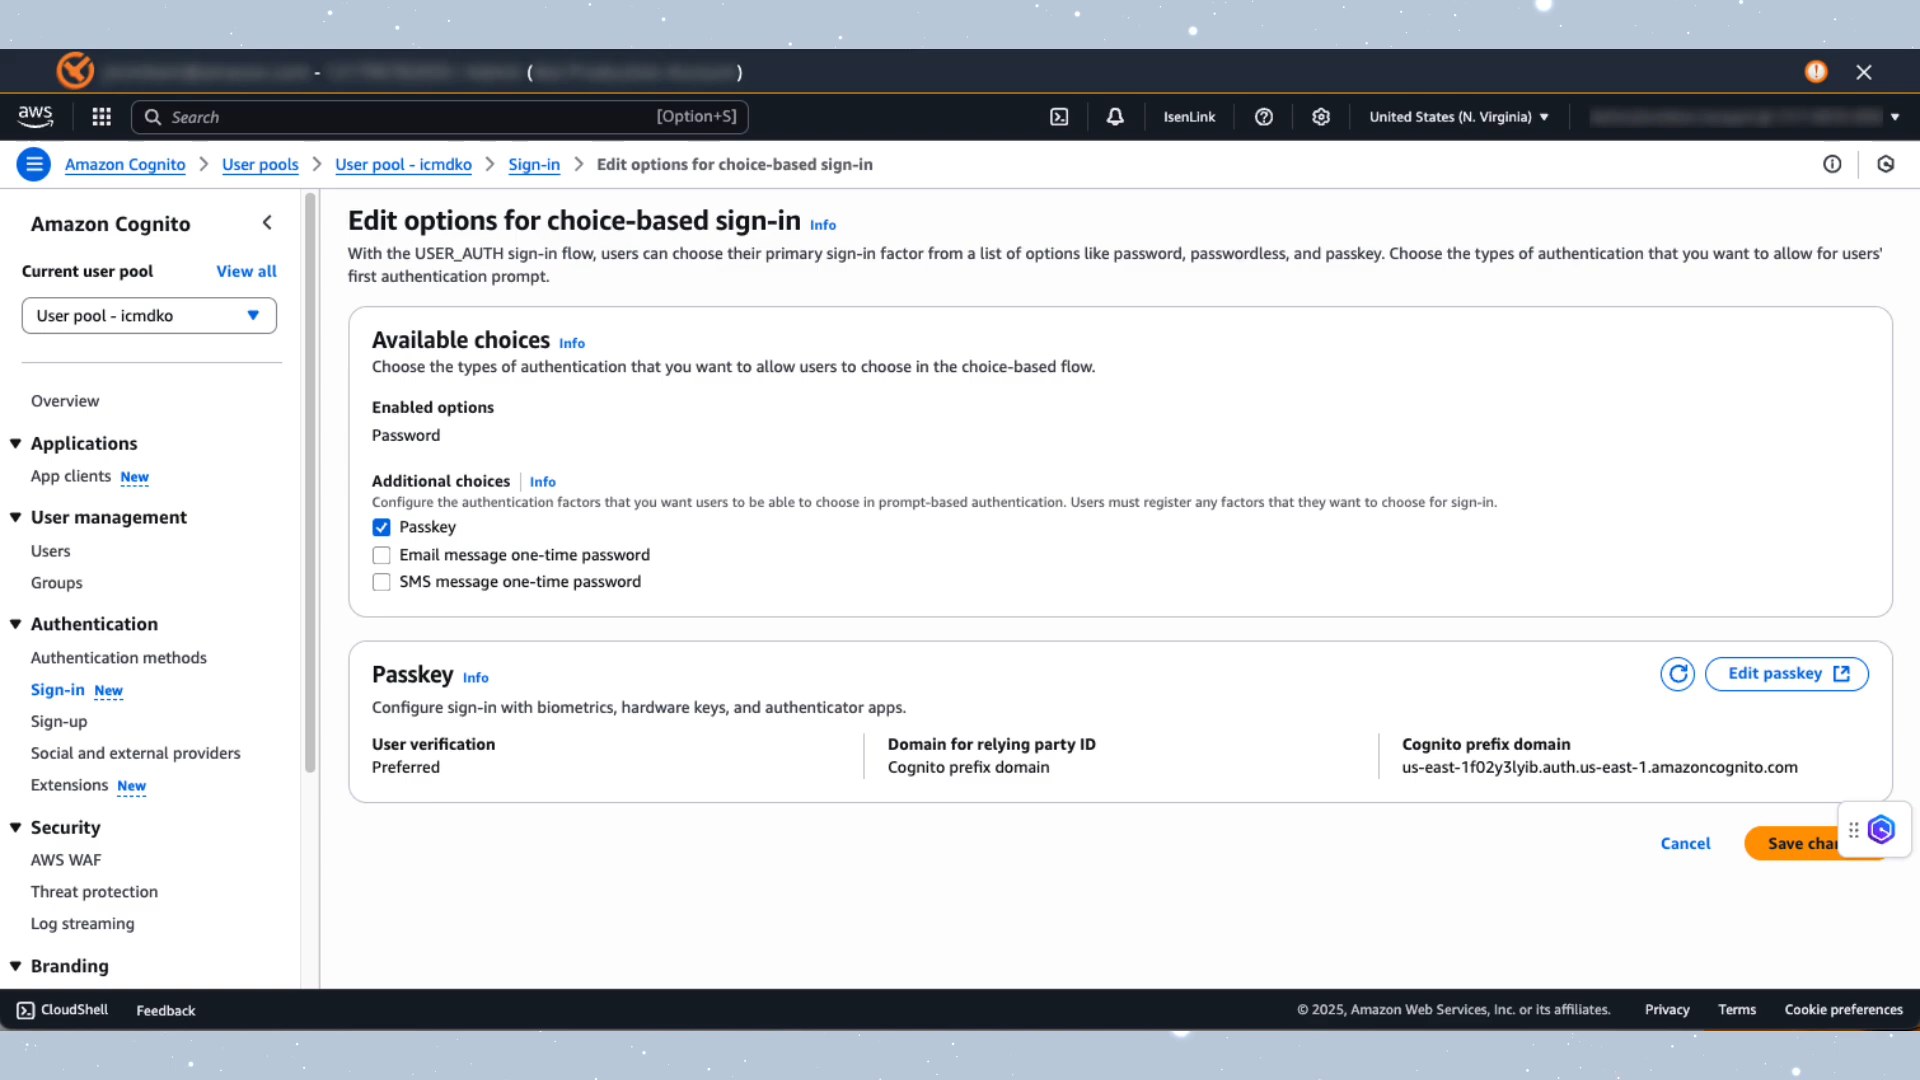 - ( )
aws
Search [Option+S]
IsenLink
United States (N. Virginia)
Amazon Cognito > User pools > User pool - icmdko > Sign-in > Edit options for choice-based sign-in
Amazon Cognito
Current user pool View all
User pool - icmdko
Overview
Applications
App clients New
User management
Users
Groups
Authentication
Authentication methods
Sign-in New
Sign-up
Social and external providers
Extensions New
Security
AWS WAF
Threat protection
Log streaming
Branding
Edit options for choice-based sign-in Info
With the USER_AUTH sign-in flow, users can choose their primary sign-in factor from a list of options like password, passwordless, and passkey. Choose the types of authentication that you want to allow for users'
first authentication prompt.
Available choices Info
Choose the types of authentication that you want to allow users to choose in the choice-based flow.
Enabled options
Password
Additional choices Info
Configure the authentication factors that you want users to be able to choose in prompt-based authentication. Users must register any factors that they want to choose for sign-in.
Passkey
Email message one-time password
SMS message one-time password
Passkey Info
Edit passkey
Configure sign-in with biometrics, hardware keys, and authenticator apps.
User verification
Preferred
Domain for relying party ID
Cognito prefix domain
Cognito prefix domain
us-east-1f02y3lyib.auth.us-east-1.amazoncognito.com
Cancel
Save char
CloudShell
Feedback
© 2025, Amazon Web Services, Inc. or its affiliates.
Privacy
Terms
Cookie preferences